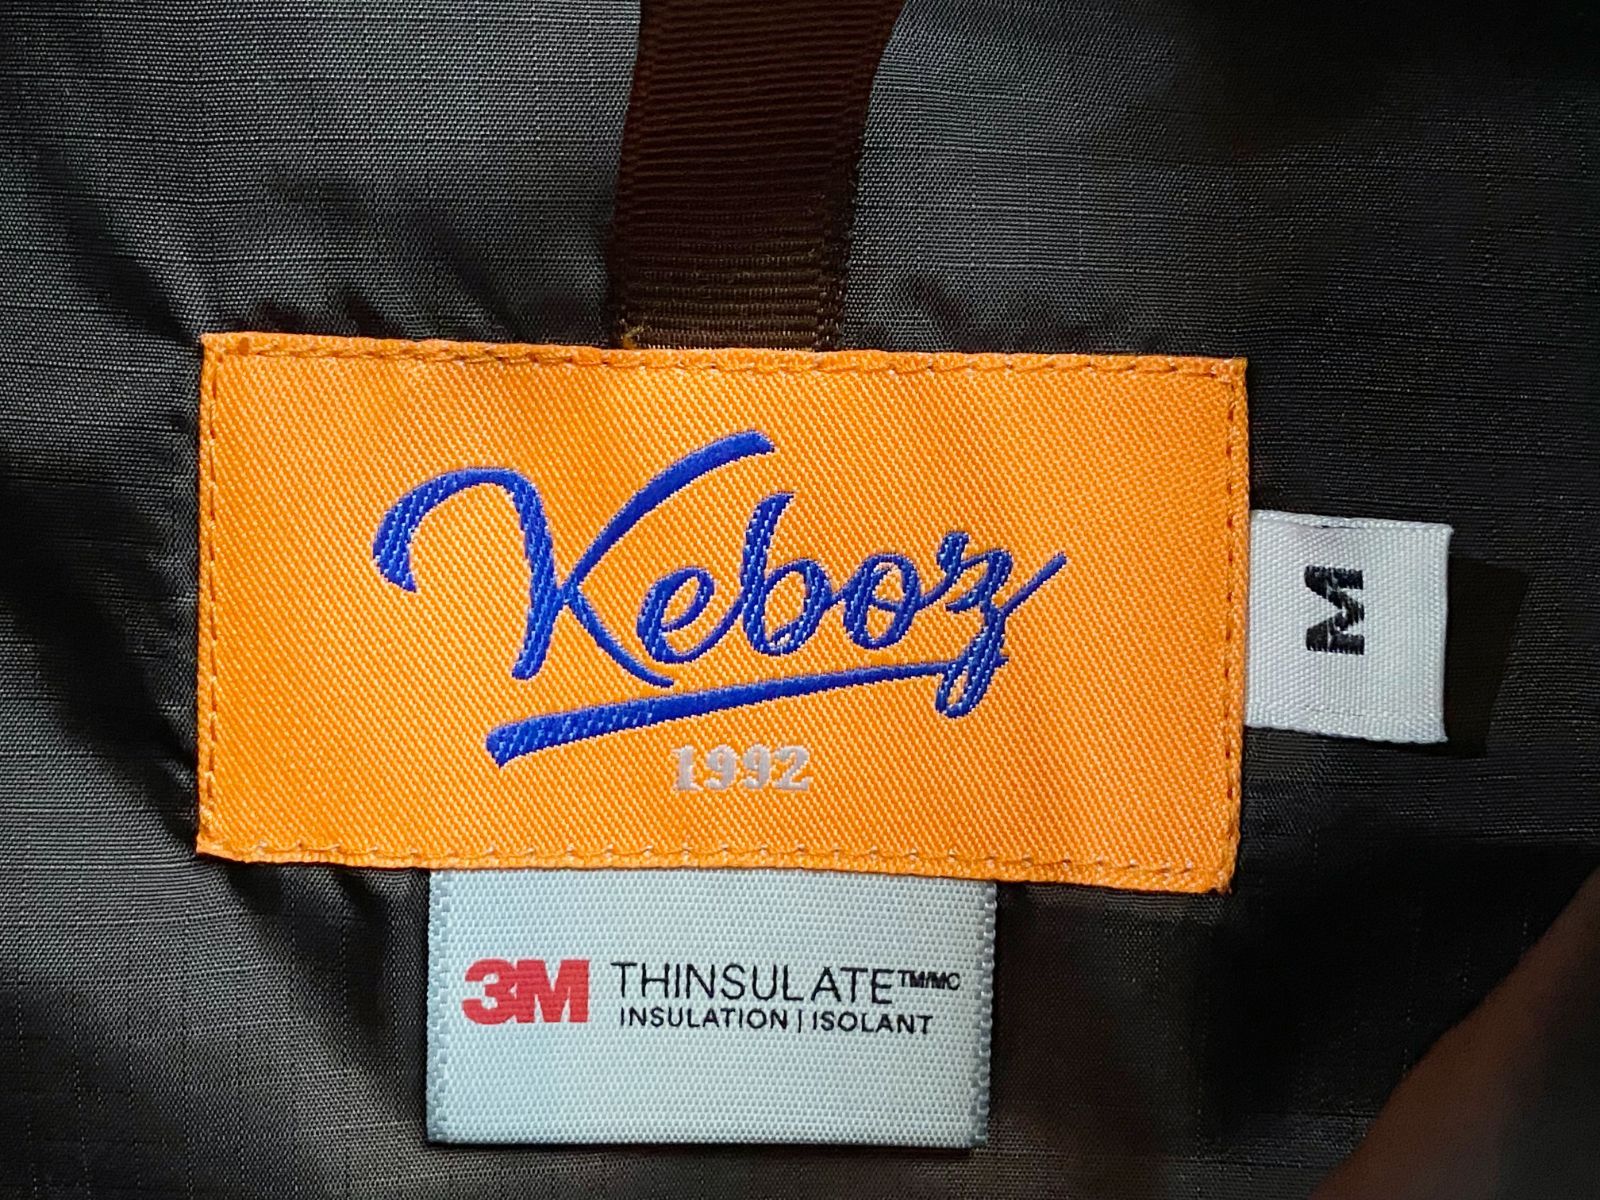 Keboz
1992
M
3M THINSULATE™/MC
INSULATION | ISOLANT